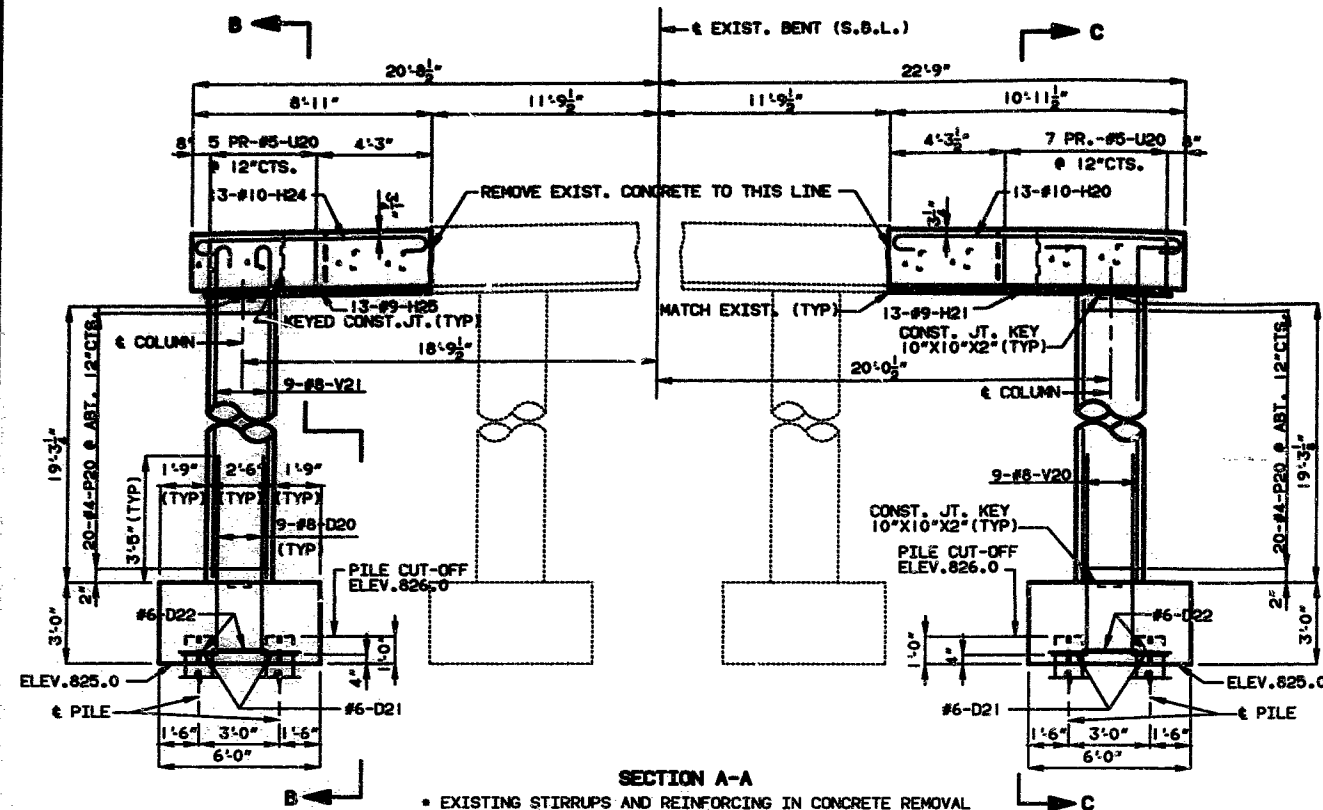 B
℄ EXIST. BENT (S.B.L.)
C
20'-8½"
22'-9"
8'-11"
11'-9½"
11'-9½"
10'-11½"
8"
5 PR-#5-U20
@ 12"CTS.
4'-3"
4'-3½"
7 PR.-#5-U20
@ 12"CTS.
8"
13-#10-H24
REMOVE EXIST. CONCRETE TO THIS LINE
13-#10-H20
3¼"
13-#9-H25
KEYED CONST.JT.(TYP)
MATCH EXIST. (TYP)
13-#9-H21
CONST. JT. KEY
10"X10"X2"(TYP)
℄ COLUMN
18'-9½"
20'-0½"
℄ COLUMN
9-#8-V21
19'-3¼"
20-#4-P20 @ ABT. 12"CTS.
3'-5"(TYP)
1'-9"
(TYP)
2'-6"
(TYP)
1'-9"
(TYP)
9-#8-D20
(TYP
9-#8-V20
CONST. JT. KEY
10"X10"X2"(TYP)
20-#4-P20 @ ABT. 12"CTS.
19'-3¼"
PILE CUT-OFF
ELEV.826.0
PILE CUT-OFF
ELEV.826.0
2"
3'-0"
#6-D22
1'-0"
4"
1'-0"
4"
#6-D22
2"
3'-0"
ELEV.825.0
℄ PILE
#6-D21
#6-D21
ELEV.825.0
℄ PILE
1'-6"
3'-0"
1'-6"
6'-0"
1'-6"
3'-0"
1'-6"
6'-0"
SECTION A-A
B
C
* EXISTING STIRRUPS AND REINFORCING IN CONCRETE REMOVAL